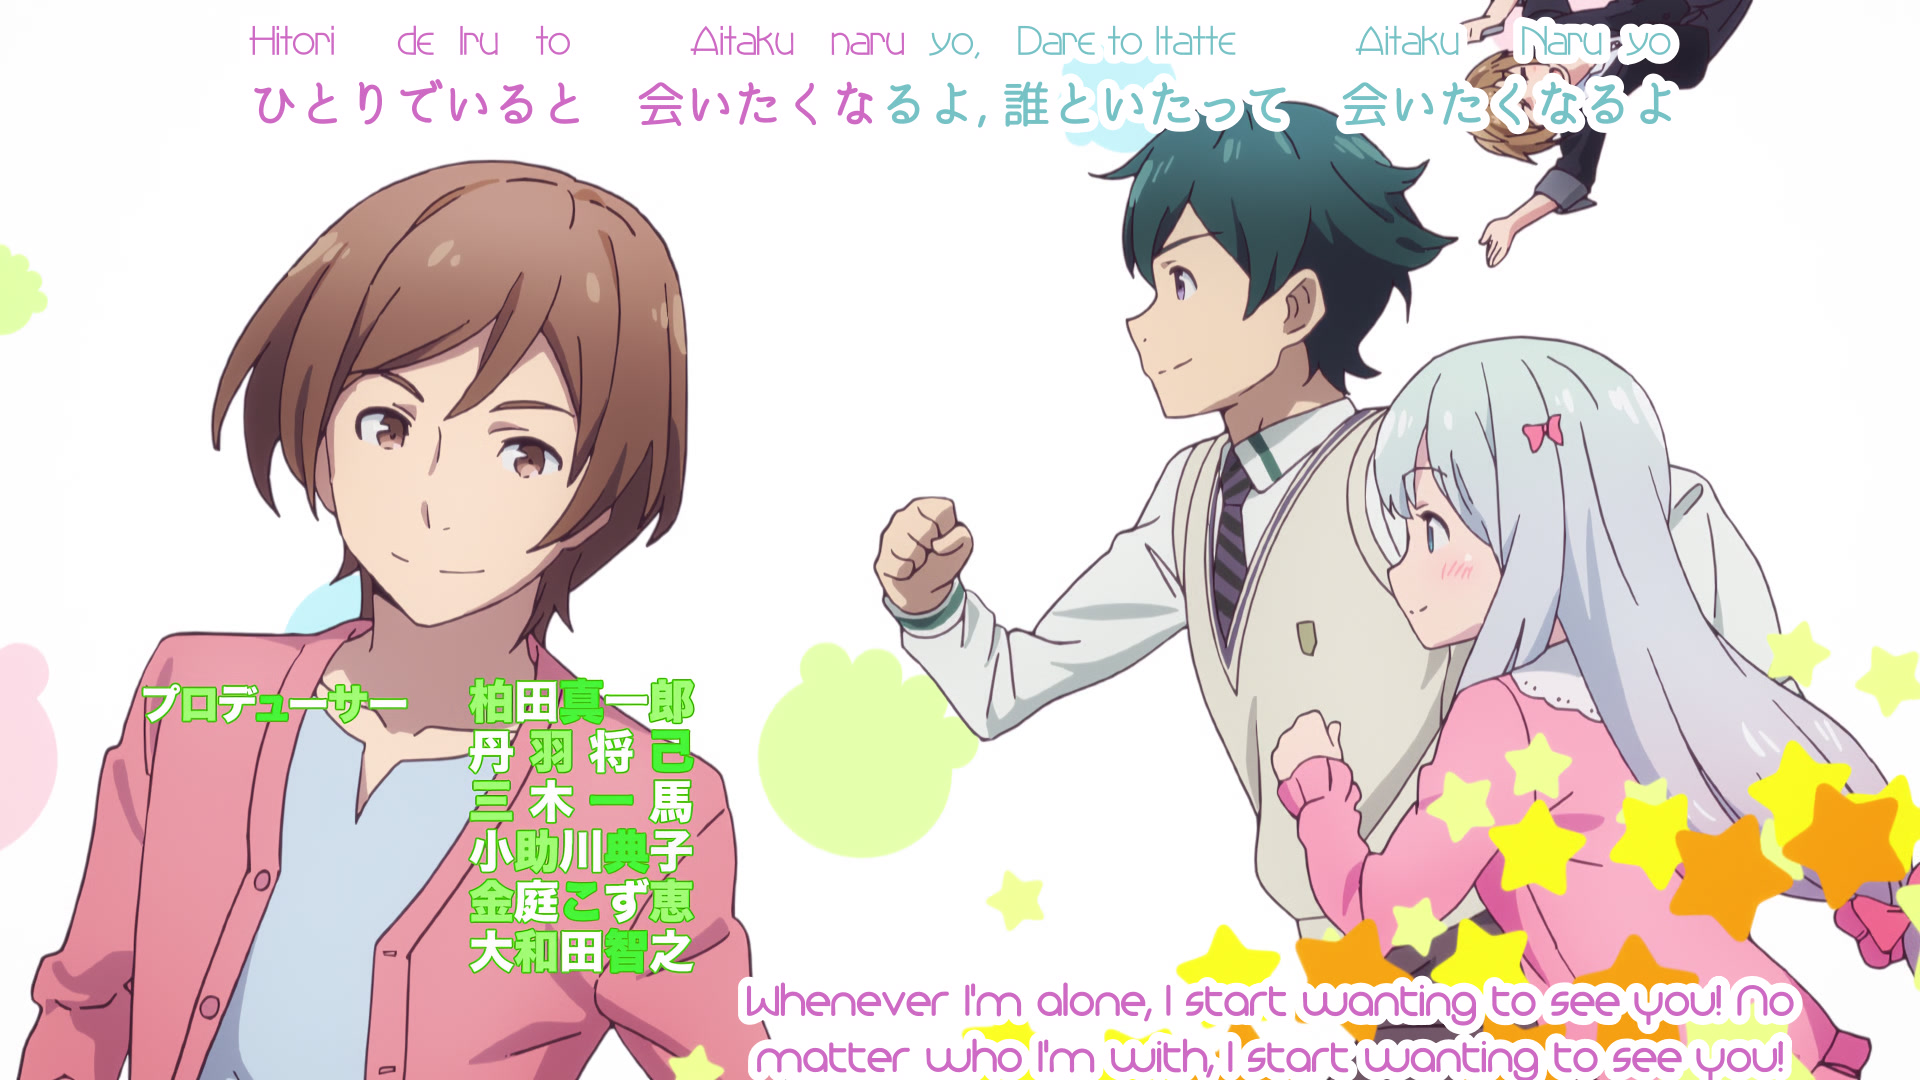 Hitori de Iru to Aitaku naru yo, Dare to Itatte Aitaku Naru yo
ひとりでいると 会いたくなるよ, 誰といたって 会いたくなるよ
プロデューサー 柏田真一郎
丹羽将己
三木一馬
小助川典子
金庭こず恵
大和田智之
Whenever I'm alone, I start wanting to see you! No
matter who I'm with, I start wanting to see you!